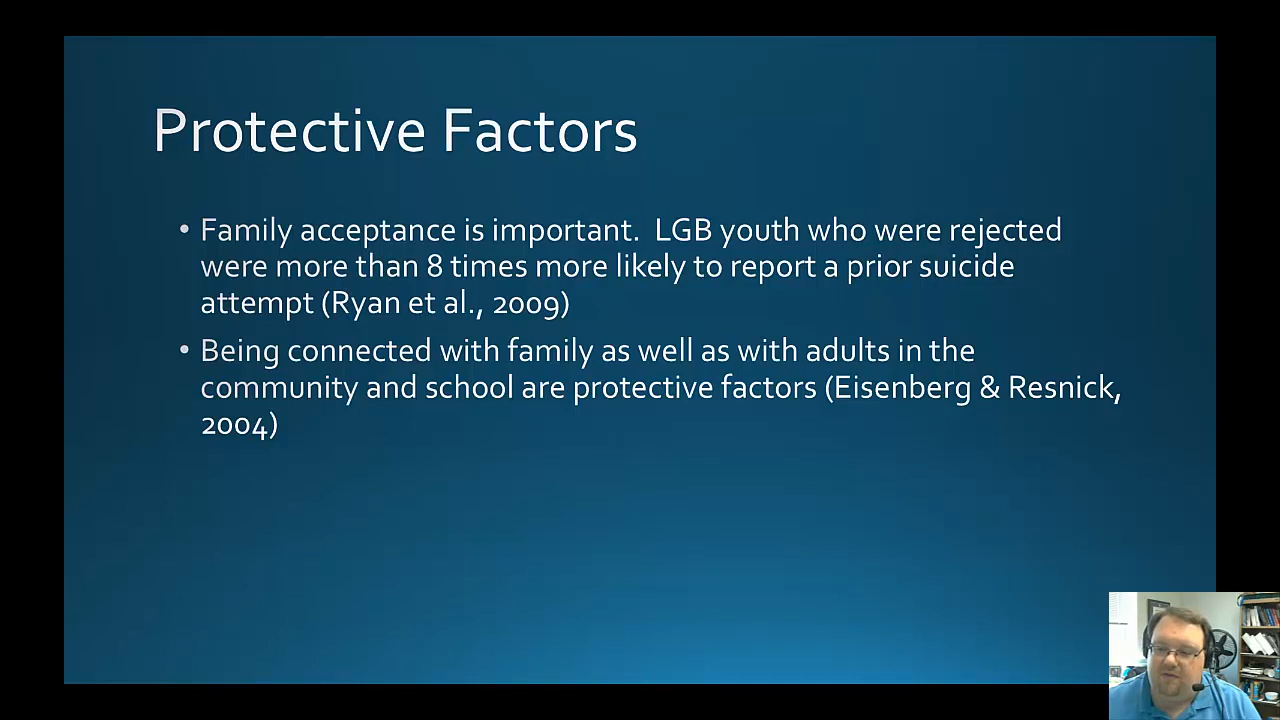 Protective Factors
• Family acceptance is important.  LGB youth who were rejected
were more than 8 times more likely to report a prior suicide
attempt (Ryan et al., 2009)
• Being connected with family as well as with adults in the
community and school are protective factors (Eisenberg & Resnick,
2004)